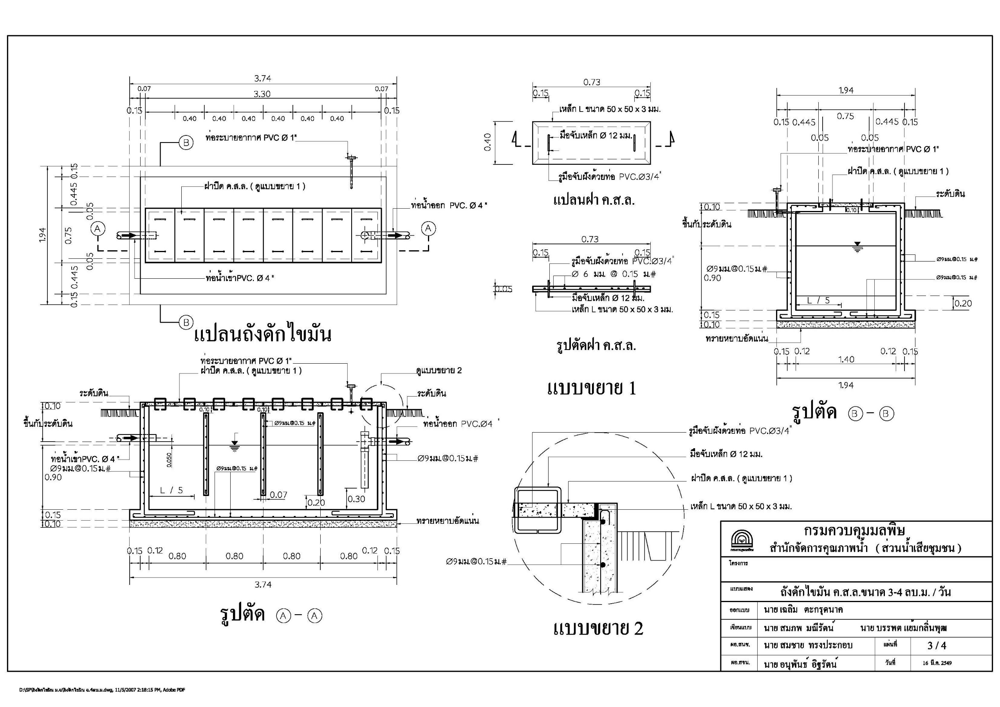 3.74
0.07
3.30
0.07
0.15
0.15
0.40 0.40 0.40 0.40 0.40 0.40
ท่อระบายอากาศ PVC Ø 1"
B
ฝาปิด ค.ส.ล. ( ดูแบบขยาย 1 )
ท่อน้ำออก PVC. Ø 4 "
A
A
1.94
0.15
0.445
0.05
0.75
0.05
0.445
0.15
ท่อน้ำเข้าPVC. Ø 4 "
B
แปลนถังดักไขมัน
0.73
0.15
0.15
เหล็ก L ขนาด 50 x 50 x 3 มม.
มือจับเหล็ก Ø 12 มม.
0.40
รูมือจับฝังด้วยท่อ PVC.Ø3/4"
แปลนฝา ค.ส.ล.
0.73
0.15
0.15
รูมือจับฝังด้วยท่อ PVC.Ø3/4"
Ø 6 มม. @ 0.15 ม.#
0.05
มือจับเหล็ก Ø 12 มม.
เหล็ก L ขนาด 50 x 50 x 3 มม.
รูปตัดฝา ค.ส.ล.
แบบขยาย 1
1.94
0.75
0.15 0.445
0.445 0.15
0.05
0.05
ท่อระบายอากาศ PVC Ø 1"
ฝาปิด ค.ส.ล. ( ดูแบบขยาย 1 )
ระดับดิน
0.10
0.10
ขึ้นกับระดับดิน
Ø9มม.@0.15 ม.#
Ø9มม.@0.15ม.#
0.90
Ø9มม.@0.15 ม.#
L / 5
0.20
0.15
0.10
ทรายหยาบอัดแน่น
0.15 0.12
0.12 0.15
1.40
1.94
รูปตัด B - B
ท่อระบายอากาศ PVC Ø 1"
ฝาปิด ค.ส.ล. ( ดูแบบขยาย 1 )
ดูแบบขยาย 2
ระดับดิน
ระดับดิน
0.10
0.10
0.10
ขึ้นกับระดับดิน
Ø9มม.@0.15 ม.#
ท่อน้ำออก PVC.Ø4 "
ท่อน้ำเข้าPVC. Ø 4 "
0.050
Ø9มม.@0.15ม.#
Ø9มม.@0.15ม.#
Ø9มม.@0.15 ม.#
0.90
L / 5
0.07
0.20
0.30
0.15
0.10
ทรายหยาบอัดแน่น
0.15 0.12
0.80 0.80 0.80 0.80
0.12 0.15
3.74
รูปตัด A - A
รูมือจับฝังด้วยท่อ PVC.Ø3/4"
มือจับเหล็ก Ø 12 มม.
ฝาปิด ค.ส.ล. ( ดูแบบขยาย 1 )
เหล็ก L ขนาด 50 x 50 x 3 มม.
Ø9มม.@0.15ม.#
แบบขยาย 2
กรมควบคุมมลพิษ
สำนักจัดการคุณภาพน้ำ ( ส่วนน้ำเสียชุมชน )
กรมควบคุมมลพิษ
โครงการ
แบบแสดง ถังดักไขมัน ค.ส.ล.ขนาด 3-4 ลบ.ม. / วัน
ออกแบบ นาย เฉลิม ตะกรุดนาค
เขียนแบบ นาย สมภพ มณีรัตน์ นาย บรรพต แย้มกลิ่นพุฒ
ผอ.สนช. นาย สมชาย ทรงประกอบ แผ่นที่ 3 / 4
ผอ.สจน. นาย อนุพันธ์ อิฐรัตน์ วันที่ 16 มี.ค. 2549
11/5/2007 2:18:15 PM, Adobe PDF